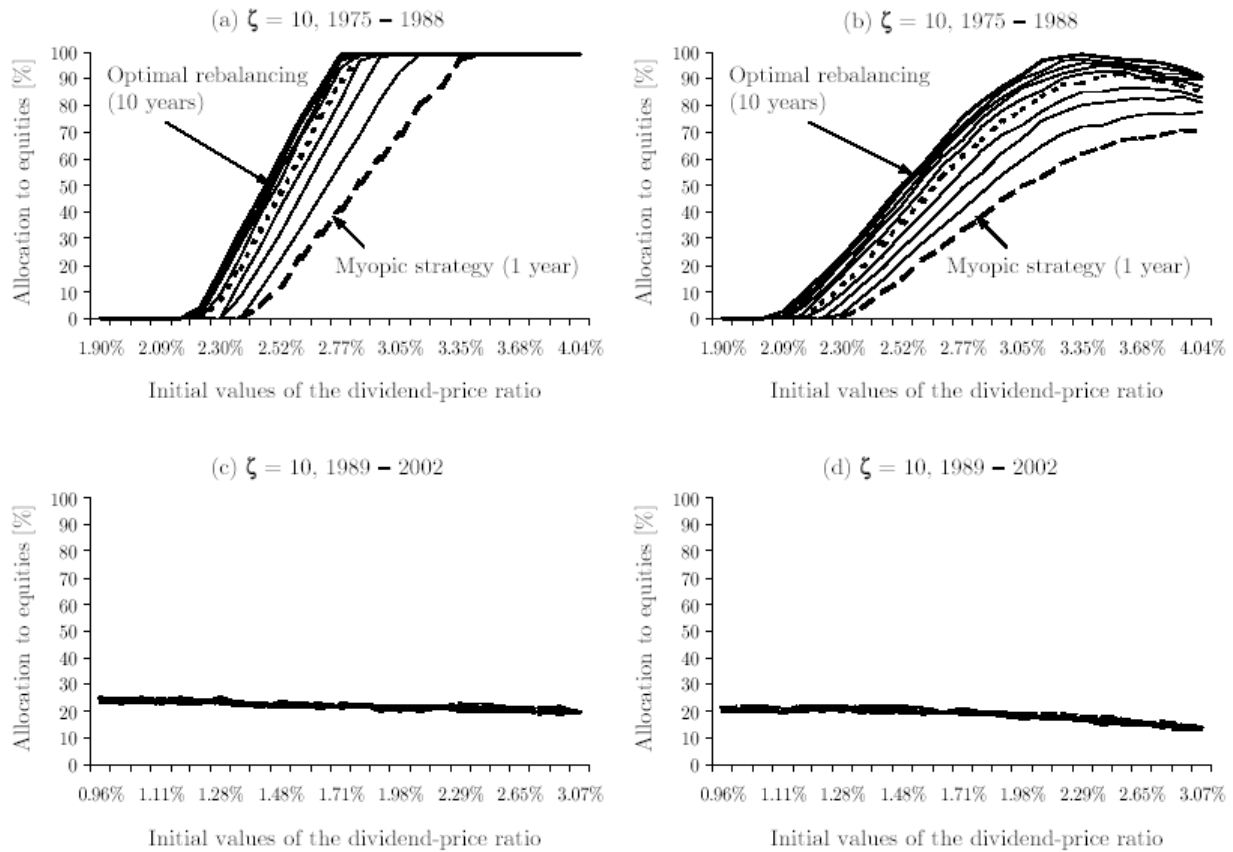 (a) ζ = 10, 1975 – 1988
Allocation to equities [%]
100
90
80
70
60
50
40
30
20
10
0
Optimal rebalancing
(10 years)
Myopic strategy (1 year)
1.90% 2.09% 2.30% 2.52% 2.77% 3.05% 3.35% 3.68% 4.04%
Initial values of the dividend-price ratio
(b) ζ = 10, 1975 – 1988
Allocation to equities [%]
100
90
80
70
60
50
40
30
20
10
0
Optimal rebalancing
(10 years)
Myopic strategy (1 year)
1.90% 2.09% 2.30% 2.52% 2.77% 3.05% 3.35% 3.68% 4.04%
Initial values of the dividend-price ratio
(c) ζ = 10, 1989 – 2002
Allocation to equities [%]
100
90
80
70
60
50
40
30
20
10
0
0.96% 1.11% 1.28% 1.48% 1.71% 1.98% 2.29% 2.65% 3.07%
Initial values of the dividend-price ratio
(d) ζ = 10, 1989 – 2002
Allocation to equities [%]
100
90
80
70
60
50
40
30
20
10
0
0.96% 1.11% 1.28% 1.48% 1.71% 1.98% 2.29% 2.65% 3.07%
Initial values of the dividend-price ratio